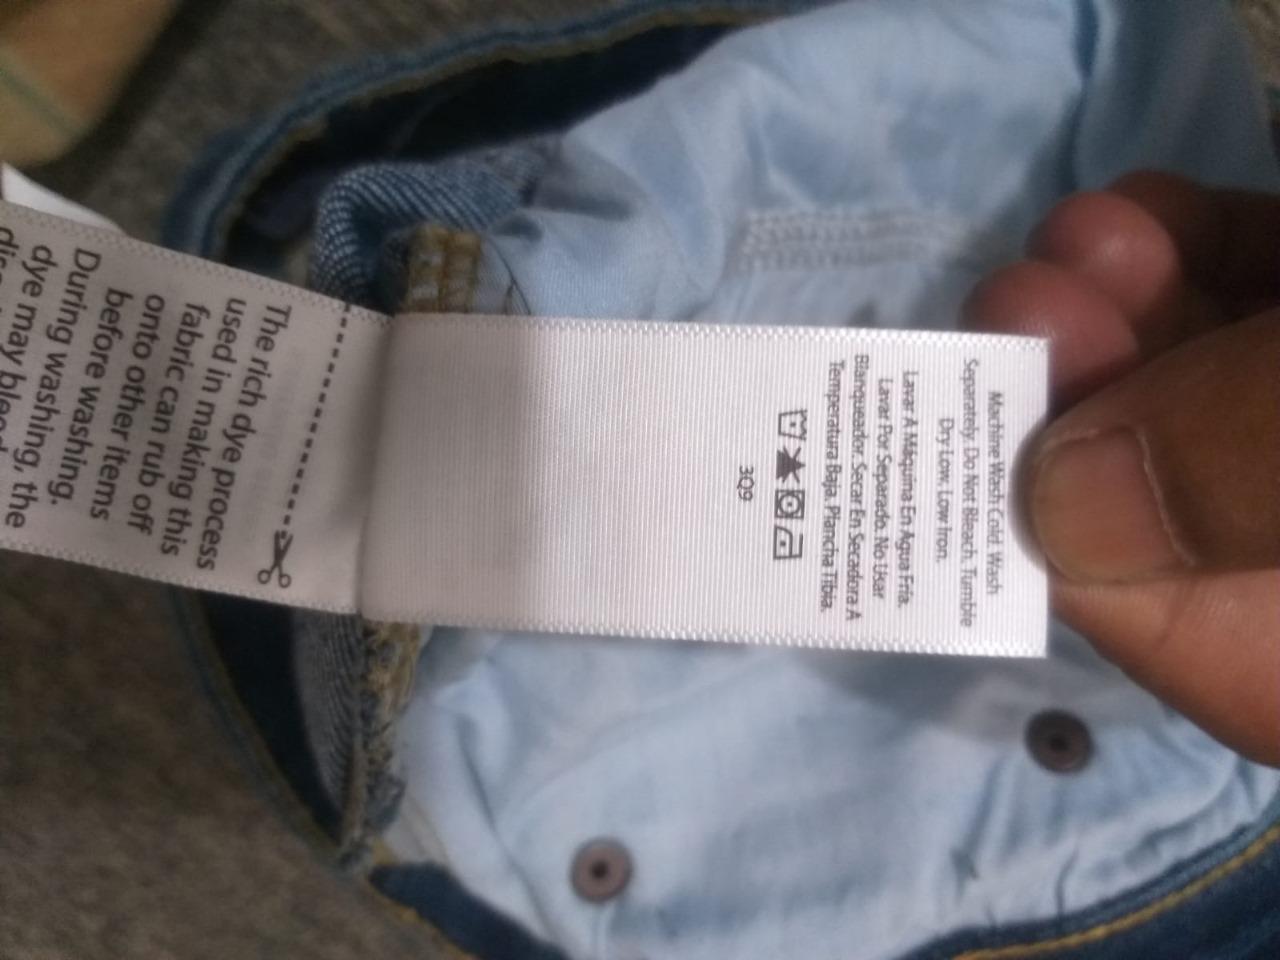 Machine Wash Cold. Wash
Separately. Do Not Bleach. Tumble
Dry Low. Low Iron.
Lavar A Máquina En Agua Fría.
Lavar Por Separado. No Usar
Blanqueador. Secar En Secadora A
Temperatura Baja. Plancha Tibia.
3Q9
The rich dye process
used in making this
fabric can rub off
onto other items
before washing.
During washing, the
dye may bleed